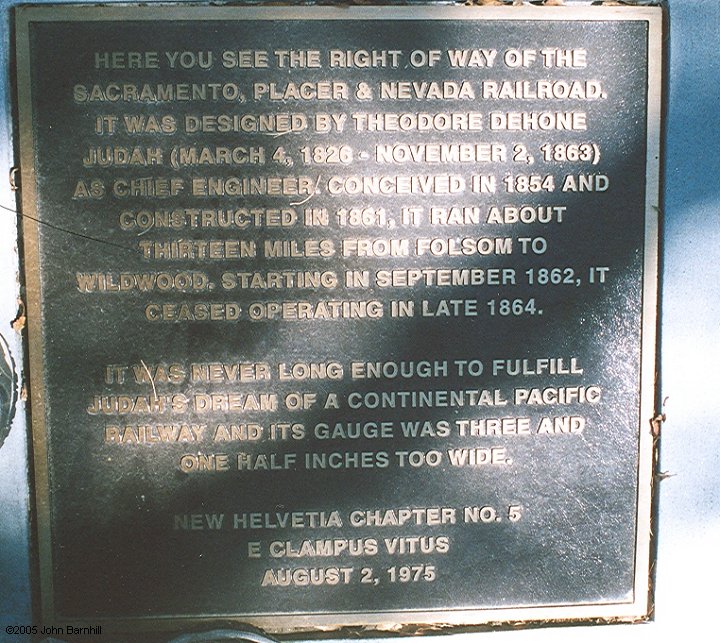 HERE YOU SEE THE RIGHT OF WAY OF THE
SACRAMENTO, PLACER & NEVADA RAILROAD.
IT WAS DESIGNED BY THEODORE DEHONE
JUDAH (MARCH 4, 1826 - NOVEMBER 2, 1863)
AS CHIEF ENGINEER. CONCEIVED IN 1854 AND
CONSTRUCTED IN 1861, IT RAN ABOUT
THIRTEEN MILES FROM FOLSOM TO
WILDWOOD. STARTING IN SEPTEMBER 1862, IT
CEASED OPERATING IN LATE 1864.
IT WAS NEVER LONG ENOUGH TO FULFILL
JUDAH'S DREAM OF A CONTINENTAL PACIFIC
RAILWAY AND ITS GAUGE WAS THREE AND
ONE HALF INCHES TOO WIDE.
NEW HELVETIA CHAPTER NO. 5
E CLAMPUS VITUS
AUGUST 2, 1975
©2005 John Barnhill